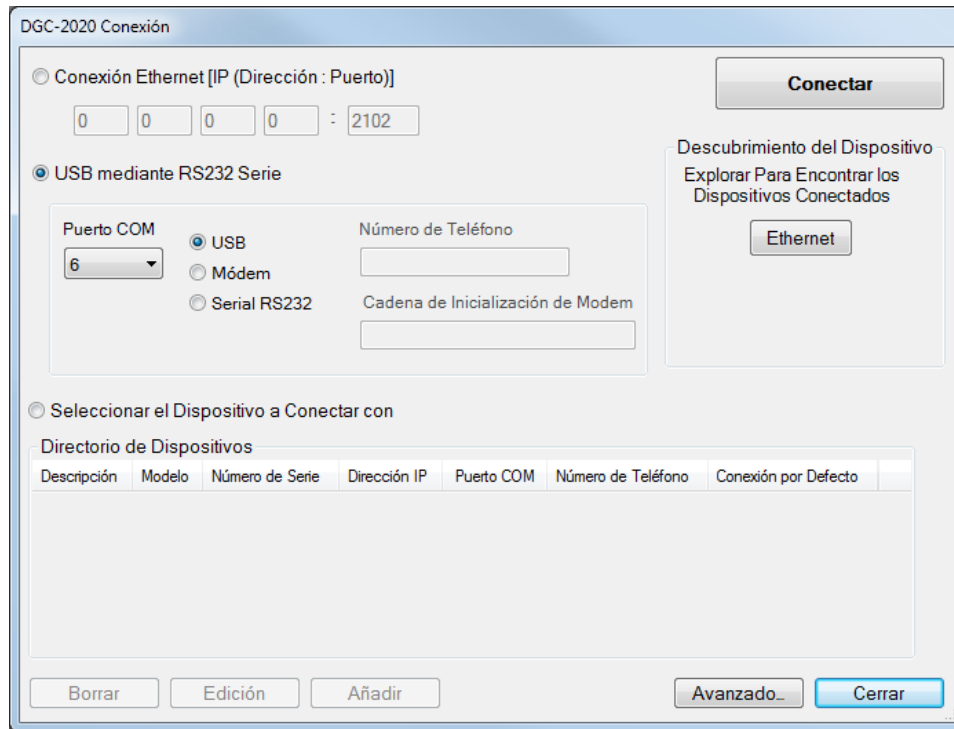 DGC-2020 Conexión
Conexión Ethernet [IP (Dirección : Puerto)]
0 0 0 0 : 2102
Conectar
USB mediante RS232 Serie
Puerto COM
6
USB
Módem
Serial RS232
Número de Teléfono
Cadena de Inicialización de Modem
Descubrimiento del Dispositivo
Explorar Para Encontrar los
Dispositivos Conectados
Ethernet
Seleccionar el Dispositivo a Conectar con
Directorio de Dispositivos
Descripción Modelo Número de Serie Dirección IP Puerto COM Número de Teléfono Conexión por Defecto
Borrar Edición Añadir Avanzado... Cerrar